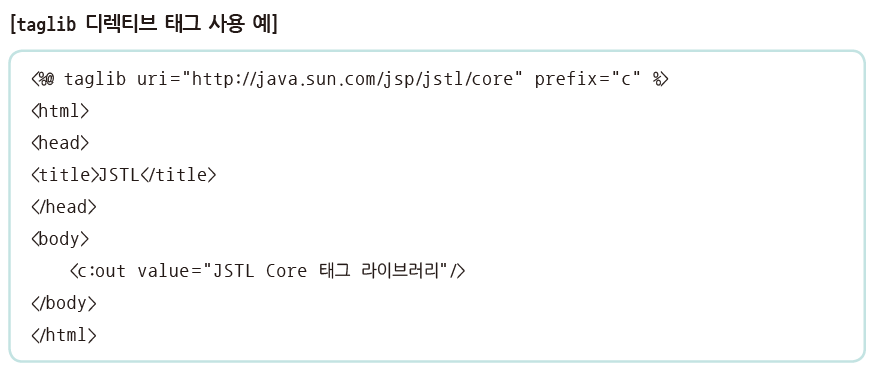 [taglib 디렉티브 태그 사용 예]
<%@ taglib uri="http://java.sun.com/jsp/jstl/core" prefix="c" %>
<html>
<head>
<title>JSTL</title>
</head>
<body>
    <c:out value="JSTL Core 태그 라이브러리"/>
</body>
</html>